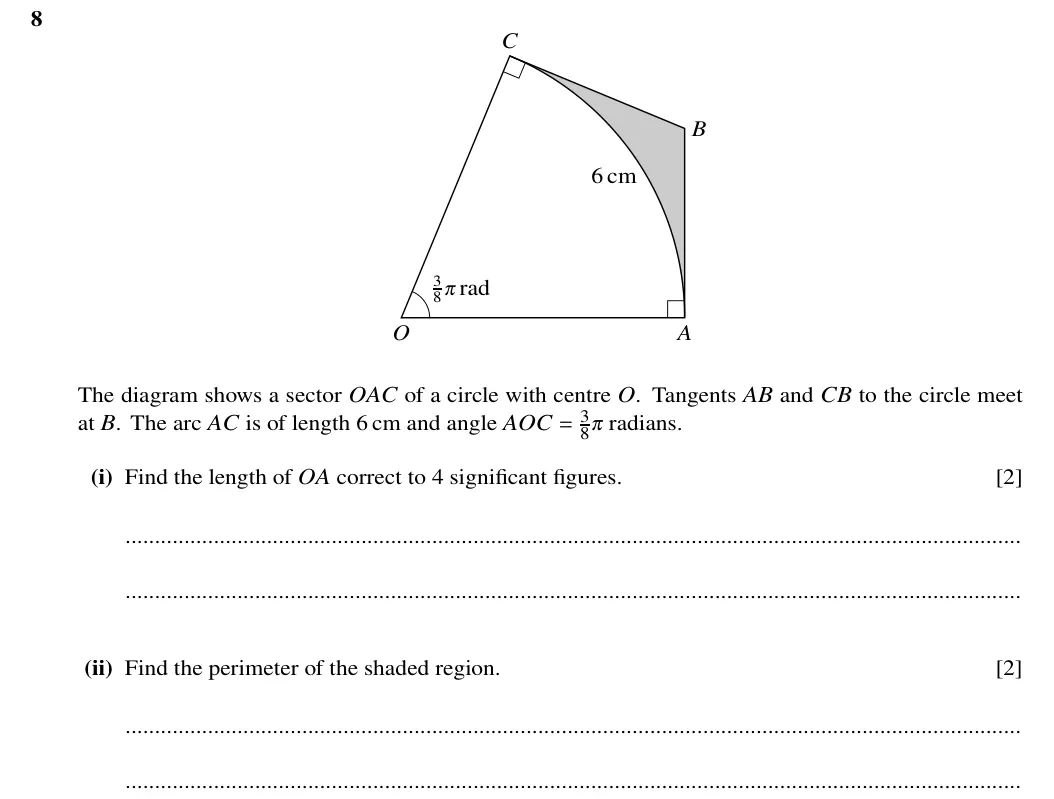 8
C
B
6 cm
3/8 π rad
O
A
The diagram shows a sector OAC of a circle with centre O. Tangents AB and CB to the circle meet
at B. The arc AC is of length 6 cm and angle AOC = 3/8 π radians.
(i) Find the length of OA correct to 4 significant figures. [2]
................................................................................
................................................................................
(ii) Find the perimeter of the shaded region. [2]
................................................................................
................................................................................